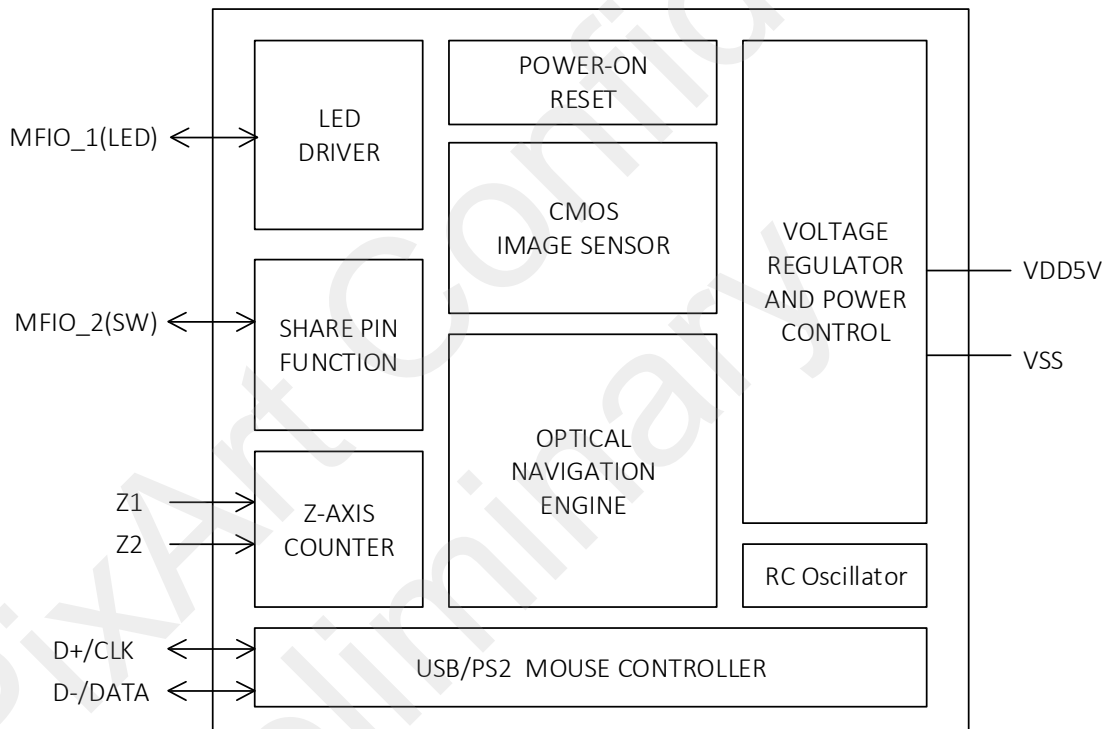 POWER-ON
RESET
LED
DRIVER
MFIO_1(LED)
CMOS
IMAGE SENSOR
VOLTAGE
REGULATOR
AND POWER
CONTROL
VDD5V
VSS
MFIO_2(SW)
SHARE PIN
FUNCTION
OPTICAL
NAVIGATION
ENGINE
Z1
Z2
Z-AXIS
COUNTER
RC Oscillator
D+/CLK
D-/DATA
USB/PS2 MOUSE CONTROLLER
PixArt